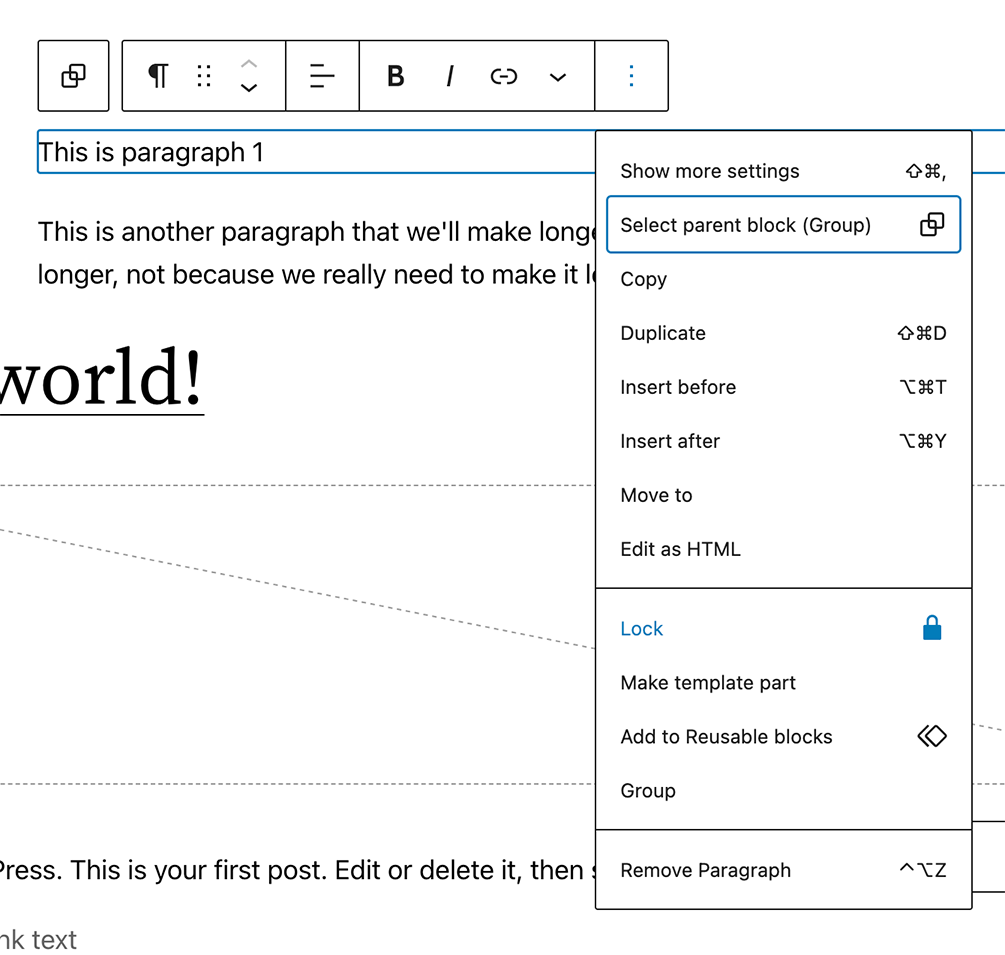 B I
This is paragraph 1
This is another paragraph that we'll make
longer, not because we really need to make it
world!
Show more settings ⇧⌘,
Select parent block (Group)
Copy
Duplicate ⇧⌘D
Insert before ⌥⌘T
Insert after ⌥⌘Y
Move to
Edit as HTML
Lock
Make template part
Add to Reusable blocks
Group
Remove Paragraph ^⌥Z
Press. This is your first post. Edit or delete it, then
text